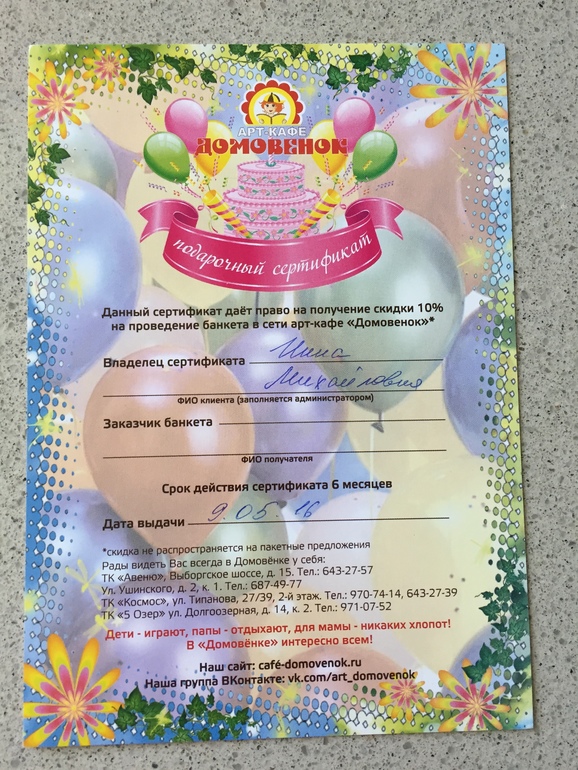 АРТ-КАФЕ
ДОМОВЕНОК
подарочный сертификат
Данный сертификат даёт право на получение скидки 10%
на проведение банкета в сети арт-кафе «Домовенок»*
Владелец сертификата Нина
Михайловна
ФИО клиента (заполняется администратором)
Заказчик банкета
ФИО получателя
Срок действия сертификата 6 месяцев
Дата выдачи 9.05 16
*скидка не распространяется на пакетные предложения
Рады видеть Вас всегда в Домовёнке у себя:
ТК «Авеню», Выборгское шоссе, д. 15. Тел.: 643-27-57
Ул. Ушинского, д. 2, к. 1. Тел.: 687-49-77
ТК «Космос», ул. Типанова, 27/39, 2-й этаж. Тел.: 970-74-14, 643-27-39
ТК «5 Озер» ул. Долгоозерная, д. 14, к. 2. Тел.: 971-07-52
Дети - играют, папы - отдыхают, для мамы - никаких хлопот!
В «Домовёнке» интересно всем!
Наш сайт: café-domovenok.ru
Наша группа ВКонтакте: vk.com/art_domovenok